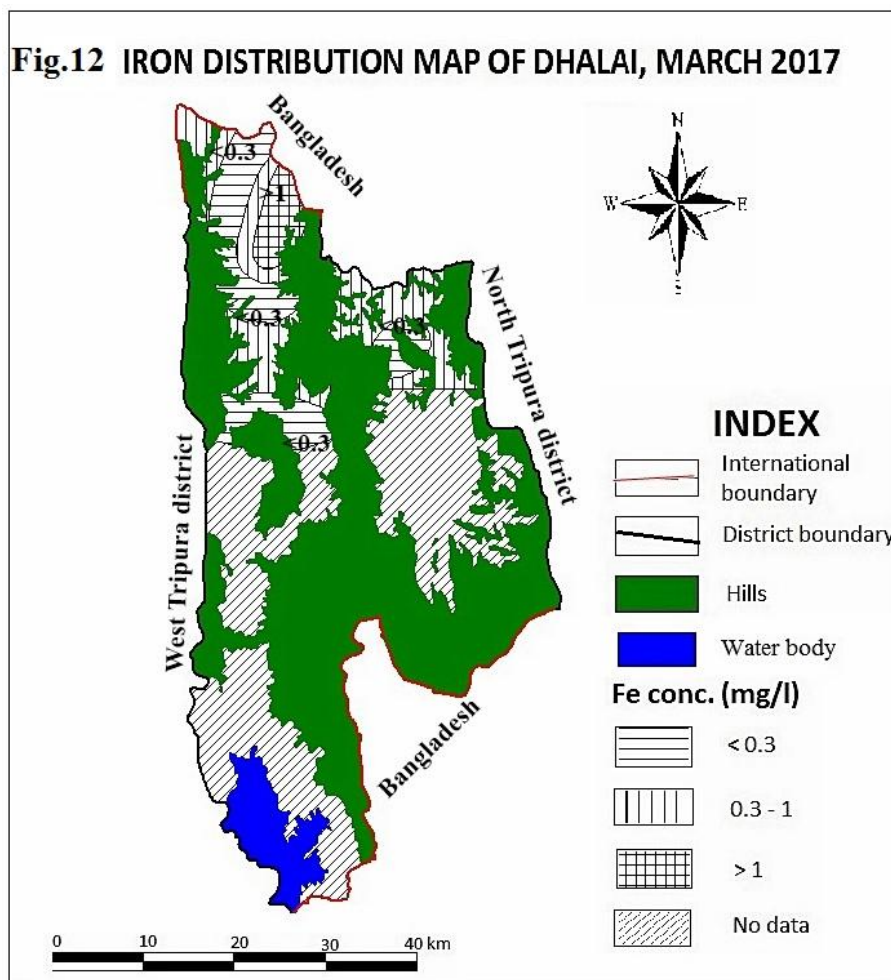 Fig.12 IRON DISTRIBUTION MAP OF DHALAI, MARCH 2017
Bangladesh
<0.3
>1
N
W E
S
<0.3
<0.3
North Tripura district
<0.3
West Tripura district
Bangladesh
INDEX
International
boundary
District boundary
Hills
Water body
Fe conc. (mg/l)
< 0.3
0.3 - 1
> 1
No data
0 10 20 30 40 km